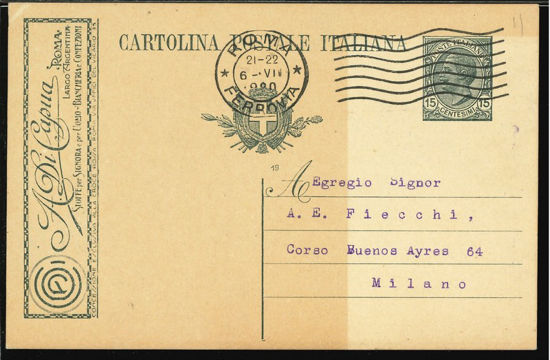 CARTOLINA POSTALE ITALIANA
ROMA
21-22
6 - VII
FERROVIA
15 15
CENTESIMI
A. Di Capua · ROMA ·
LARGO ARGENTINA
STOFFE per SIGNORA e per UOMO · BIANCHERIA e CONFEZIONI
19
A Egregio Signor
A. E. Fiecchi,
Corso Buenos Ayres 64
Milano